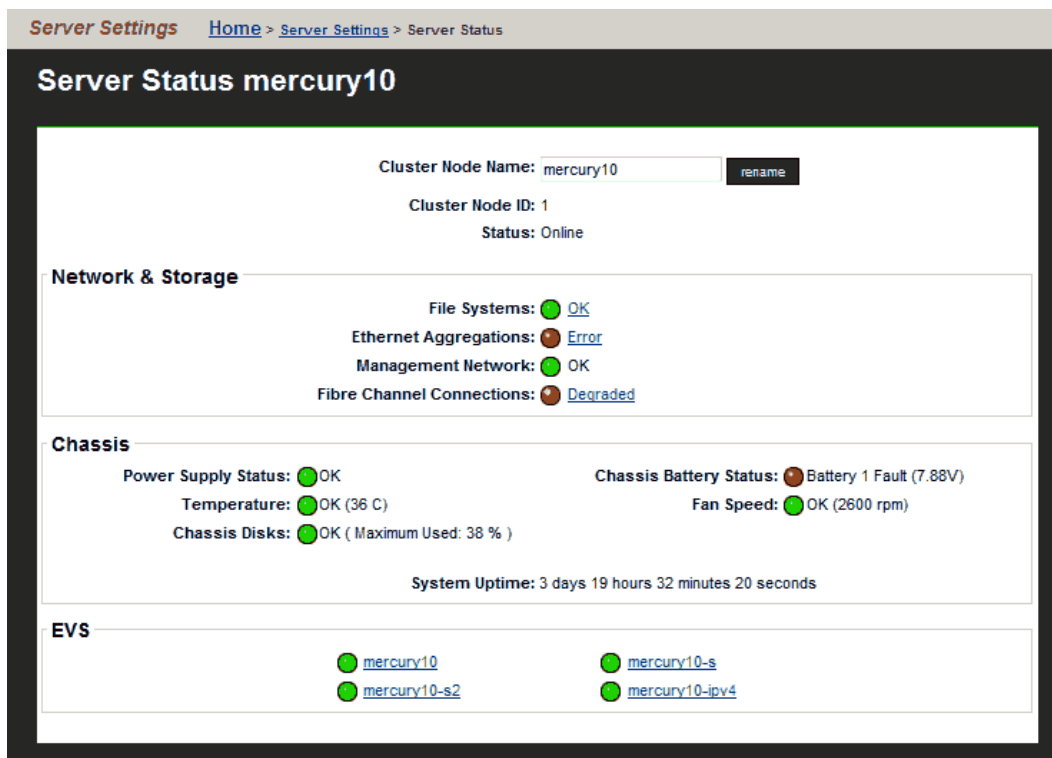 Server Settings Home > Server Settings > Server Status
Server Status mercury10
Cluster Node Name: mercury10 rename
Cluster Node ID: 1
Status: Online
Network & Storage
File Systems: OK
Ethernet Aggregations: Error
Management Network: OK
Fibre Channel Connections: Degraded
Chassis
Power Supply Status: OK Chassis Battery Status: Battery 1 Fault (7.88V)
Temperature: OK (36 C) Fan Speed: OK (2600 rpm)
Chassis Disks: OK ( Maximum Used: 38 % )
System Uptime: 3 days 19 hours 32 minutes 20 seconds
EVS
mercury10 mercury10-s
mercury10-s2 mercury10-ipv4